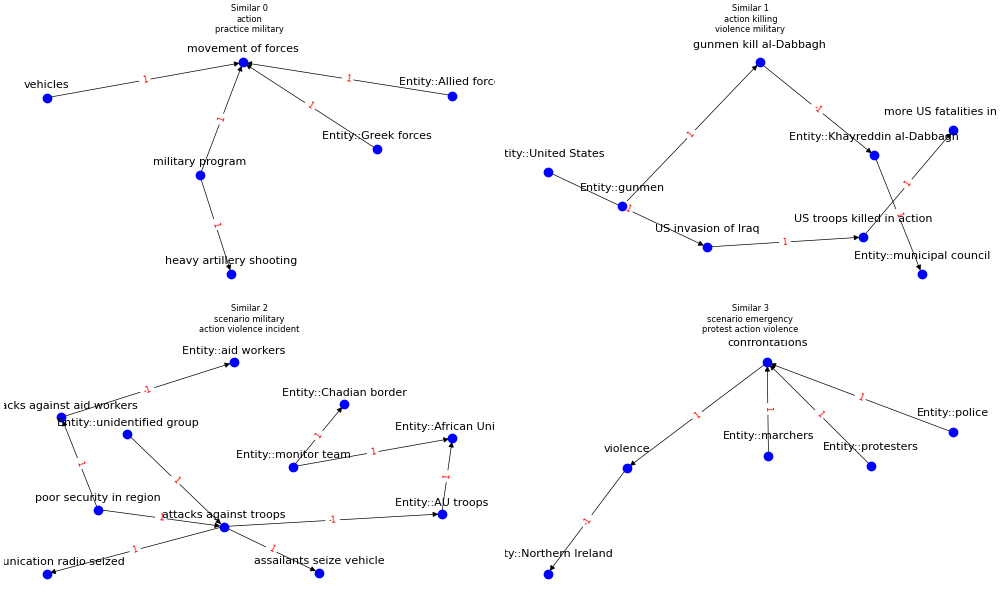 Similar 0
action
practice military
movement of forces
vehicles
Entity::Allied forc
Entity::Greek forces
military program
heavy artillery shooting
1
1
1
1
1
Similar 1
action killing
violence military
gunmen kill al-Dabbagh
more US fatalities in
Entity::Khayreddin al-Dabbagh
tity::United States
Entity::gunmen
US invasion of Iraq
US troops killed in action
Entity::municipal council
1
-1
1
1
1
Similar 2
scenario military
action violence incident
Entity::aid workers
acks against aid workers
Entity::unidentified group
Entity::Chadian border
Entity::African Uni
Entity::monitor team
poor security in region
attacks against troops
Entity::AU troops
unication radio seized
assailants seize vehicle
-1
1
1
1
1
1
-1
1
1
1
Similar 3
scenario emergency
protest action violence
confrontations
Entity::police
Entity::marchers
Entity::protesters
violence
ty::Northern Ireland
1
1
1
1
-1